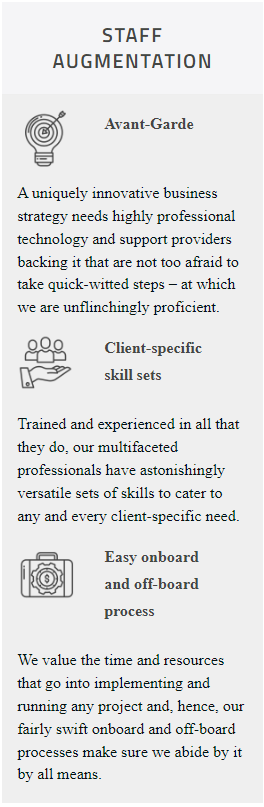 STAFF
AUGMENTATION
Avant-Garde
A uniquely innovative business
strategy needs highly professional
technology and support providers
backing it that are not too afraid to
take quick-witted steps – at which
we are unflinchingly proficient.
Client-specific
skill sets
Trained and experienced in all that
they do, our multifaceted
professionals have astonishingly
versatile sets of skills to cater to
any and every client-specific need.
Easy onboard
and off-board
process
We value the time and resources
that go into implementing and
running any project and, hence, our
fairly swift onboard and off-board
processes make sure we abide by it
by all means.